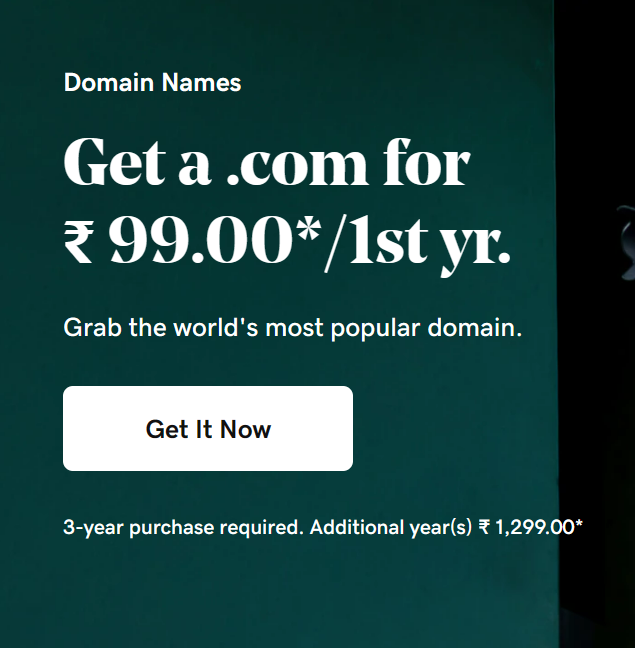 Domain Names
Get a .com for
₹ 99.00*/1st yr.
Grab the world's most popular domain.
Get It Now
3-year purchase required. Additional year(s) ₹ 1,299.00*